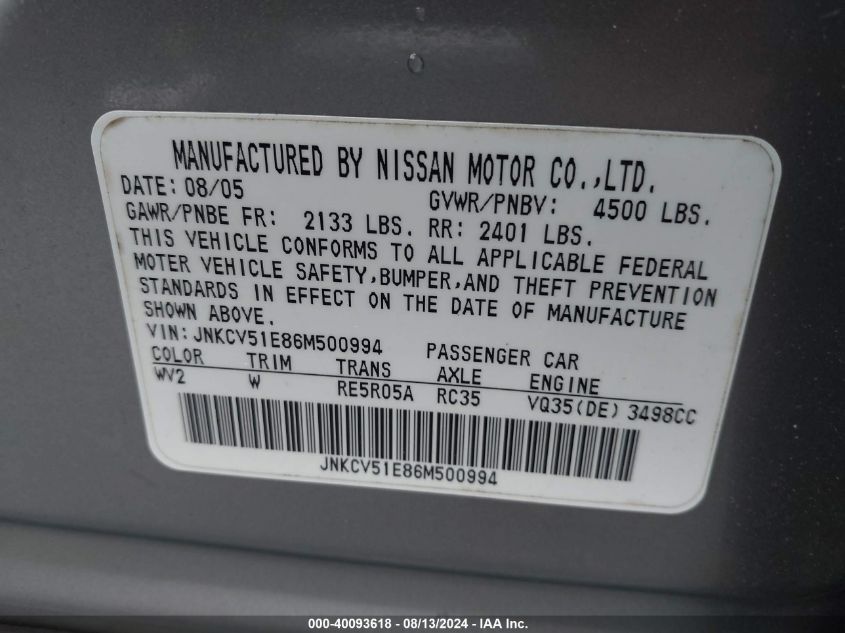 MANUFACTURED BY NISSAN MOTOR CO.,LTD.
DATE: 08/05 GVWR/PNBV: 4500 LBS.
GAWR/PNBE FR: 2133 LBS. RR: 2401 LBS.
THIS VEHICLE CONFORMS TO ALL APPLICABLE FEDERAL
MOTER VEHICLE SAFETY,BUMPER,AND THEFT PREVENTION
STANDARDS IN EFFECT ON THE DATE OF MANUFACTURE
SHOWN ABOVE.
VIN: JNKCV51E86M500994 PASSENGER CAR
COLOR TRIM TRANS AXLE ENGINE
WV2 W RE5R05A RC35 VQ35(DE) 3498CC
JNKCV51E86M500994
000-40093618 - 08/13/2024 - IAA, Inc.